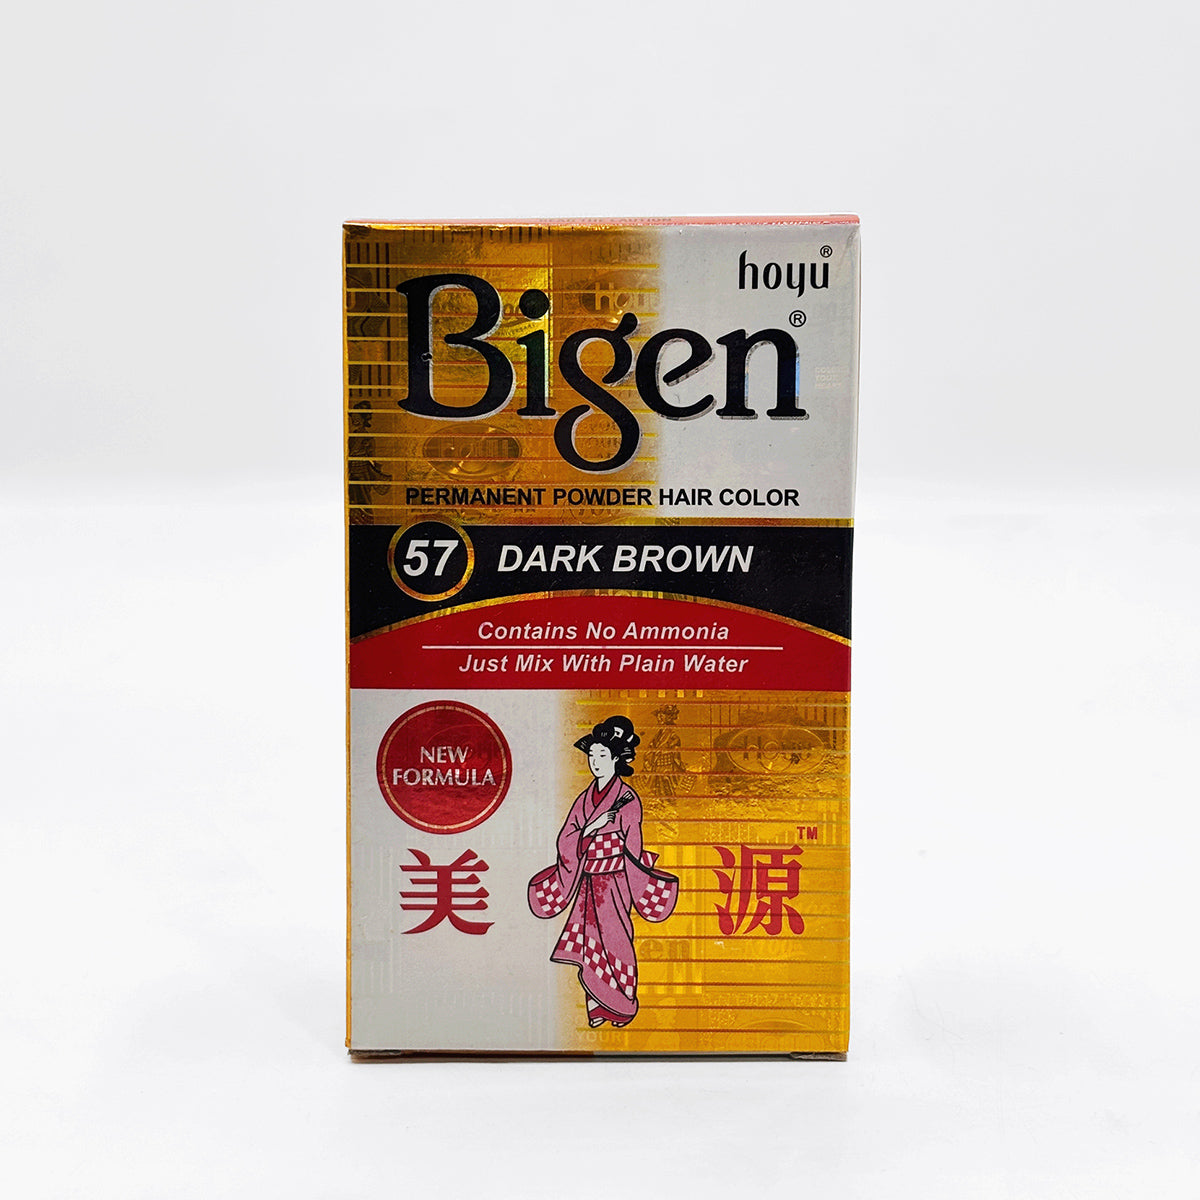 hoyu®
Bigen®
PERMANENT POWDER HAIR COLOR
57 DARK BROWN
Contains No Ammonia
Just Mix With Plain Water
NEW
FORMULA
美 源™